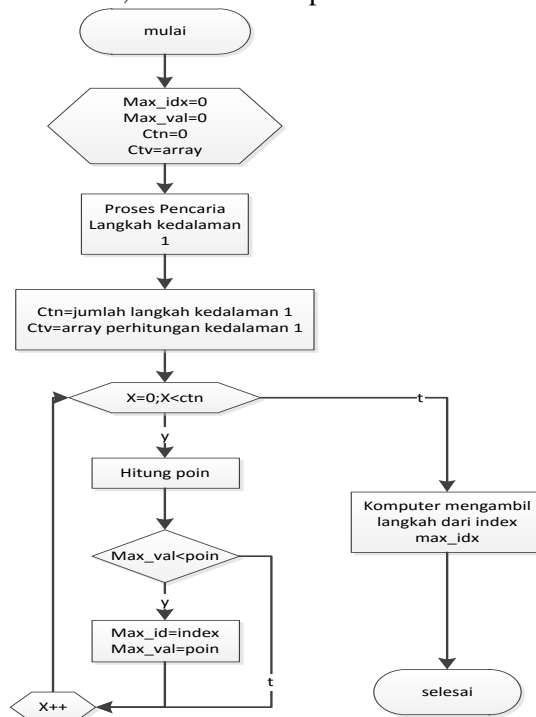 mulai
Max_idx=0
Max_val=0
Ctn=0
Ctv=array
Proses Pencaria
Langkah kedalaman
1
Ctn=jumlah langkah kedalaman 1
Ctv=array perhitungan kedalaman 1
X=0;X<ctn
t
y
Hitung poin
Komputer mengambil
langkah dari index
max_idx
Max_val<poin
y
Max_id=index
Max_val=poin
t
X++
selesai